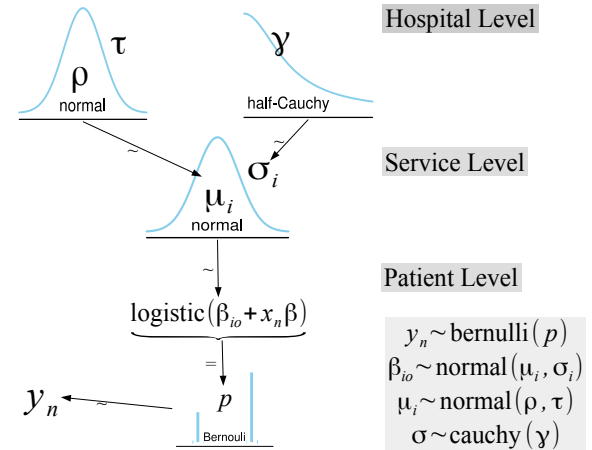 Hospital Level
τ
γ
ρ
normal
half-Cauchy
~
~
Service Level
σ_i
μ_i
normal
~
Patient Level
logistic(β_io + x_n β)
=
y_n ~ bernulli(p)
β_io ~ normal(μ_i, σ_i)
μ_i ~ normal(ρ, τ)
σ ~ cauchy(γ)
y_n
~
p
Bernouli